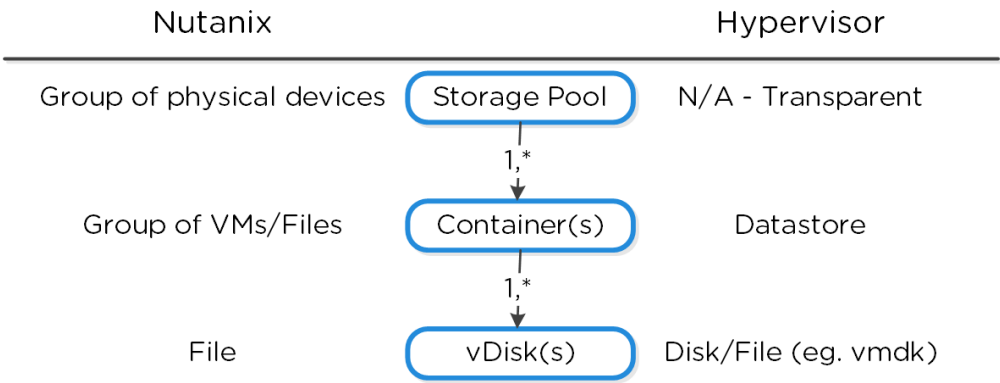 Nutanix Hypervisor
Group of physical devices Storage Pool N/A - Transparent
1,*
Group of VMs/Files Container(s) Datastore
1,*
File vDisk(s) Disk/File (eg. vmdk)